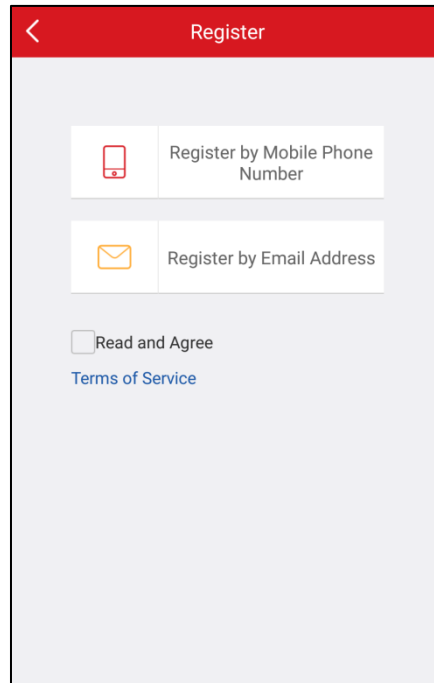 Register
Register by Mobile Phone
Number
Register by Email Address
Read and Agree
Terms of Service